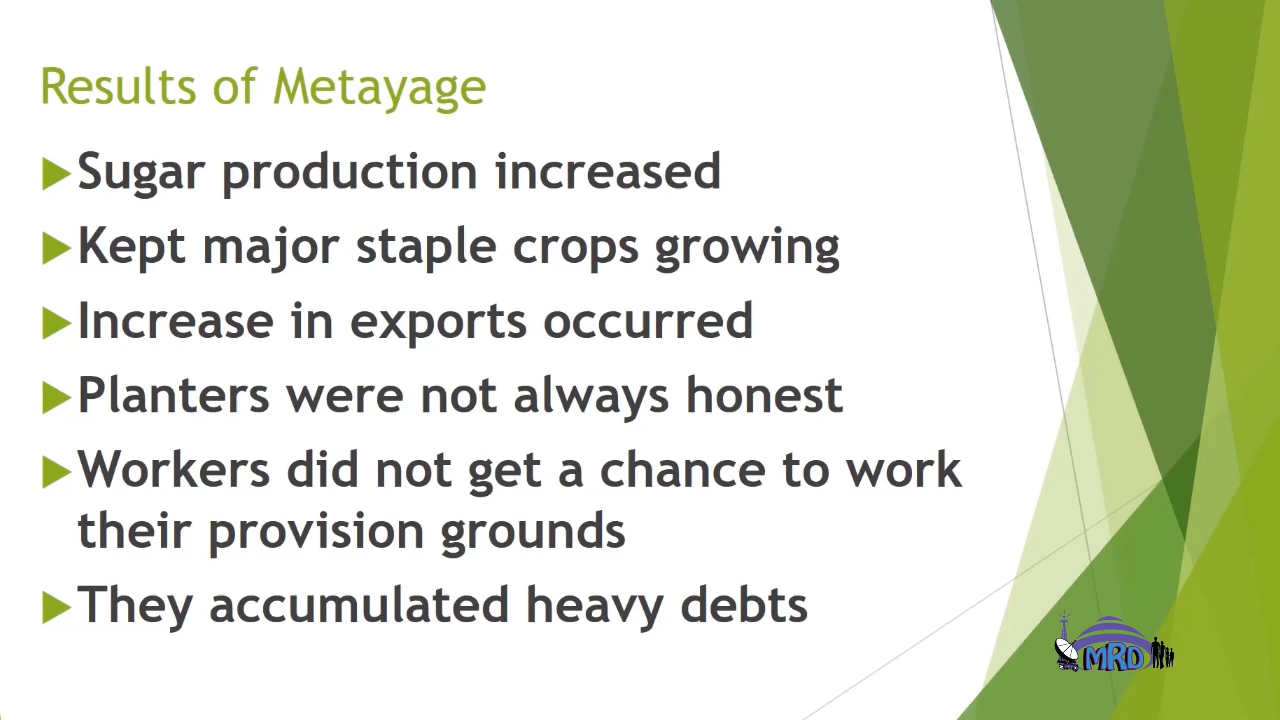 Results of Metayage
Sugar production increased
Kept major staple crops growing
Increase in exports occurred
Planters were not always honest
Workers did not get a chance to work
their provision grounds
They accumulated heavy debts
MRD